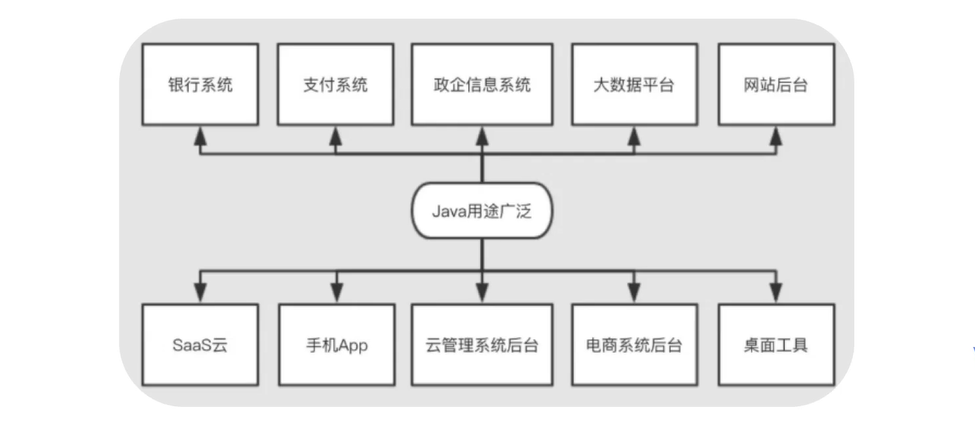 银行系统
支付系统
政企信息系统
大数据平台
网站后台
Java用途广泛
SaaS云
手机App
云管理系统后台
电商系统后台
桌面工具